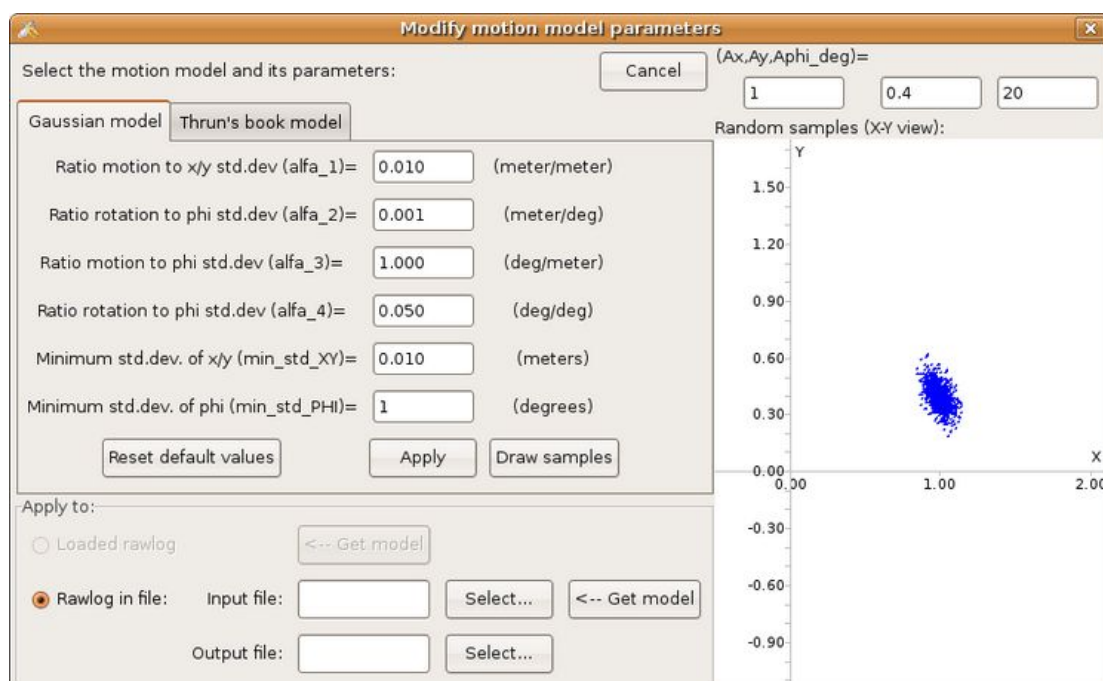 Modify motion model parameters
Select the motion model and its parameters:
Cancel
(Ax,Ay,Aphi_deg)=
1 0.4 20
Gaussian model Thrun's book model
Random samples (X-Y view):
Ratio motion to x/y std.dev (alfa_1)= 0.010 (meter/meter)
Ratio rotation to phi std.dev (alfa_2)= 0.001 (meter/deg)
Ratio motion to phi std.dev (alfa_3)= 1.000 (deg/meter)
Ratio rotation to phi std.dev (alfa_4)= 0.050 (deg/deg)
Minimum std.dev. of x/y (min_std_XY)= 0.010 (meters)
Minimum std.dev. of phi (min_std_PHI)= 1 (degrees)
Reset default values Apply Draw samples
Y
1.50
1.20
0.90
0.60
0.30
X
0.00
0.00 1.00 2.00
-0.30
-0.60
-0.90
Apply to:
Loaded rawlog <-- Get model
Rawlog in file: Input file: Select... <-- Get model
Output file: Select...